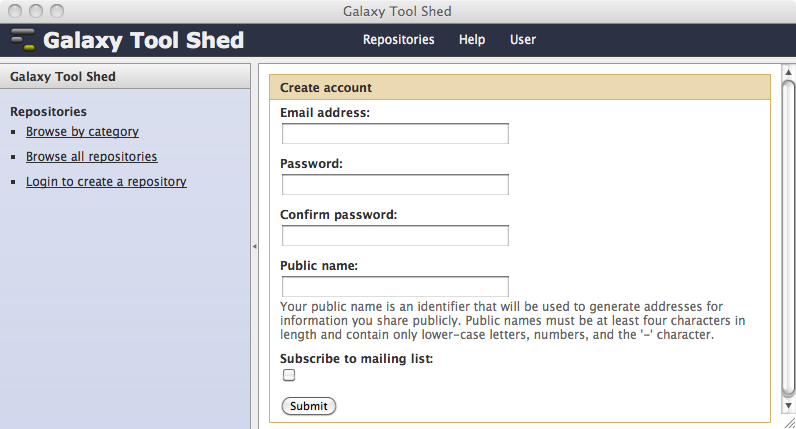 Galaxy Tool Shed
Galaxy Tool Shed
Repositories Help User
Galaxy Tool Shed
Repositories
Browse by category
Browse all repositories
Login to create a repository
Create account
Email address:
Password:
Confirm password:
Public name:
Your public name is an identifier that will be used to generate addresses for
information you share publicly. Public names must be at least four characters in
length and contain only lower-case letters, numbers, and the '-' character.
Subscribe to mailing list:
Submit